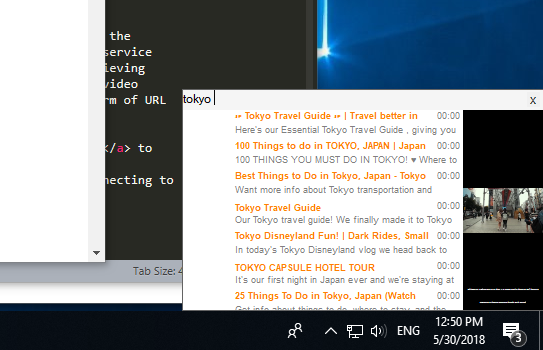 the
service
ieving
video
rm of URL
</a> to
necting to
Tab Size: 4
tokyo
x
Tokyo Travel Guide | Travel better in 00:00
Here's our Essential Tokyo Travel Guide , giving you
100 Things to do in TOKYO, JAPAN | Japan 00:00
100 THINGS YOU MUST DO IN TOKYO! ♥ Where to
Best Things to Do in Tokyo, Japan - Tokyo 00:00
Want more info about Tokyo transportation and
Tokyo Travel Guide 00:00
Our Tokyo travel guide! We finally made it to Tokyo
Tokyo Disneyland Fun! | Dark Rides, Small 00:00
In today's Tokyo Disneyland vlog we head back to
TOKYO CAPSULE HOTEL TOUR 00:00
It's our first night in Japan ever and we're staying at
25 Things To Do in Tokyo, Japan (Watch 00:00
Get info about things to do, where to stay, and the
ENG
12:50 PM
5/30/2018
3